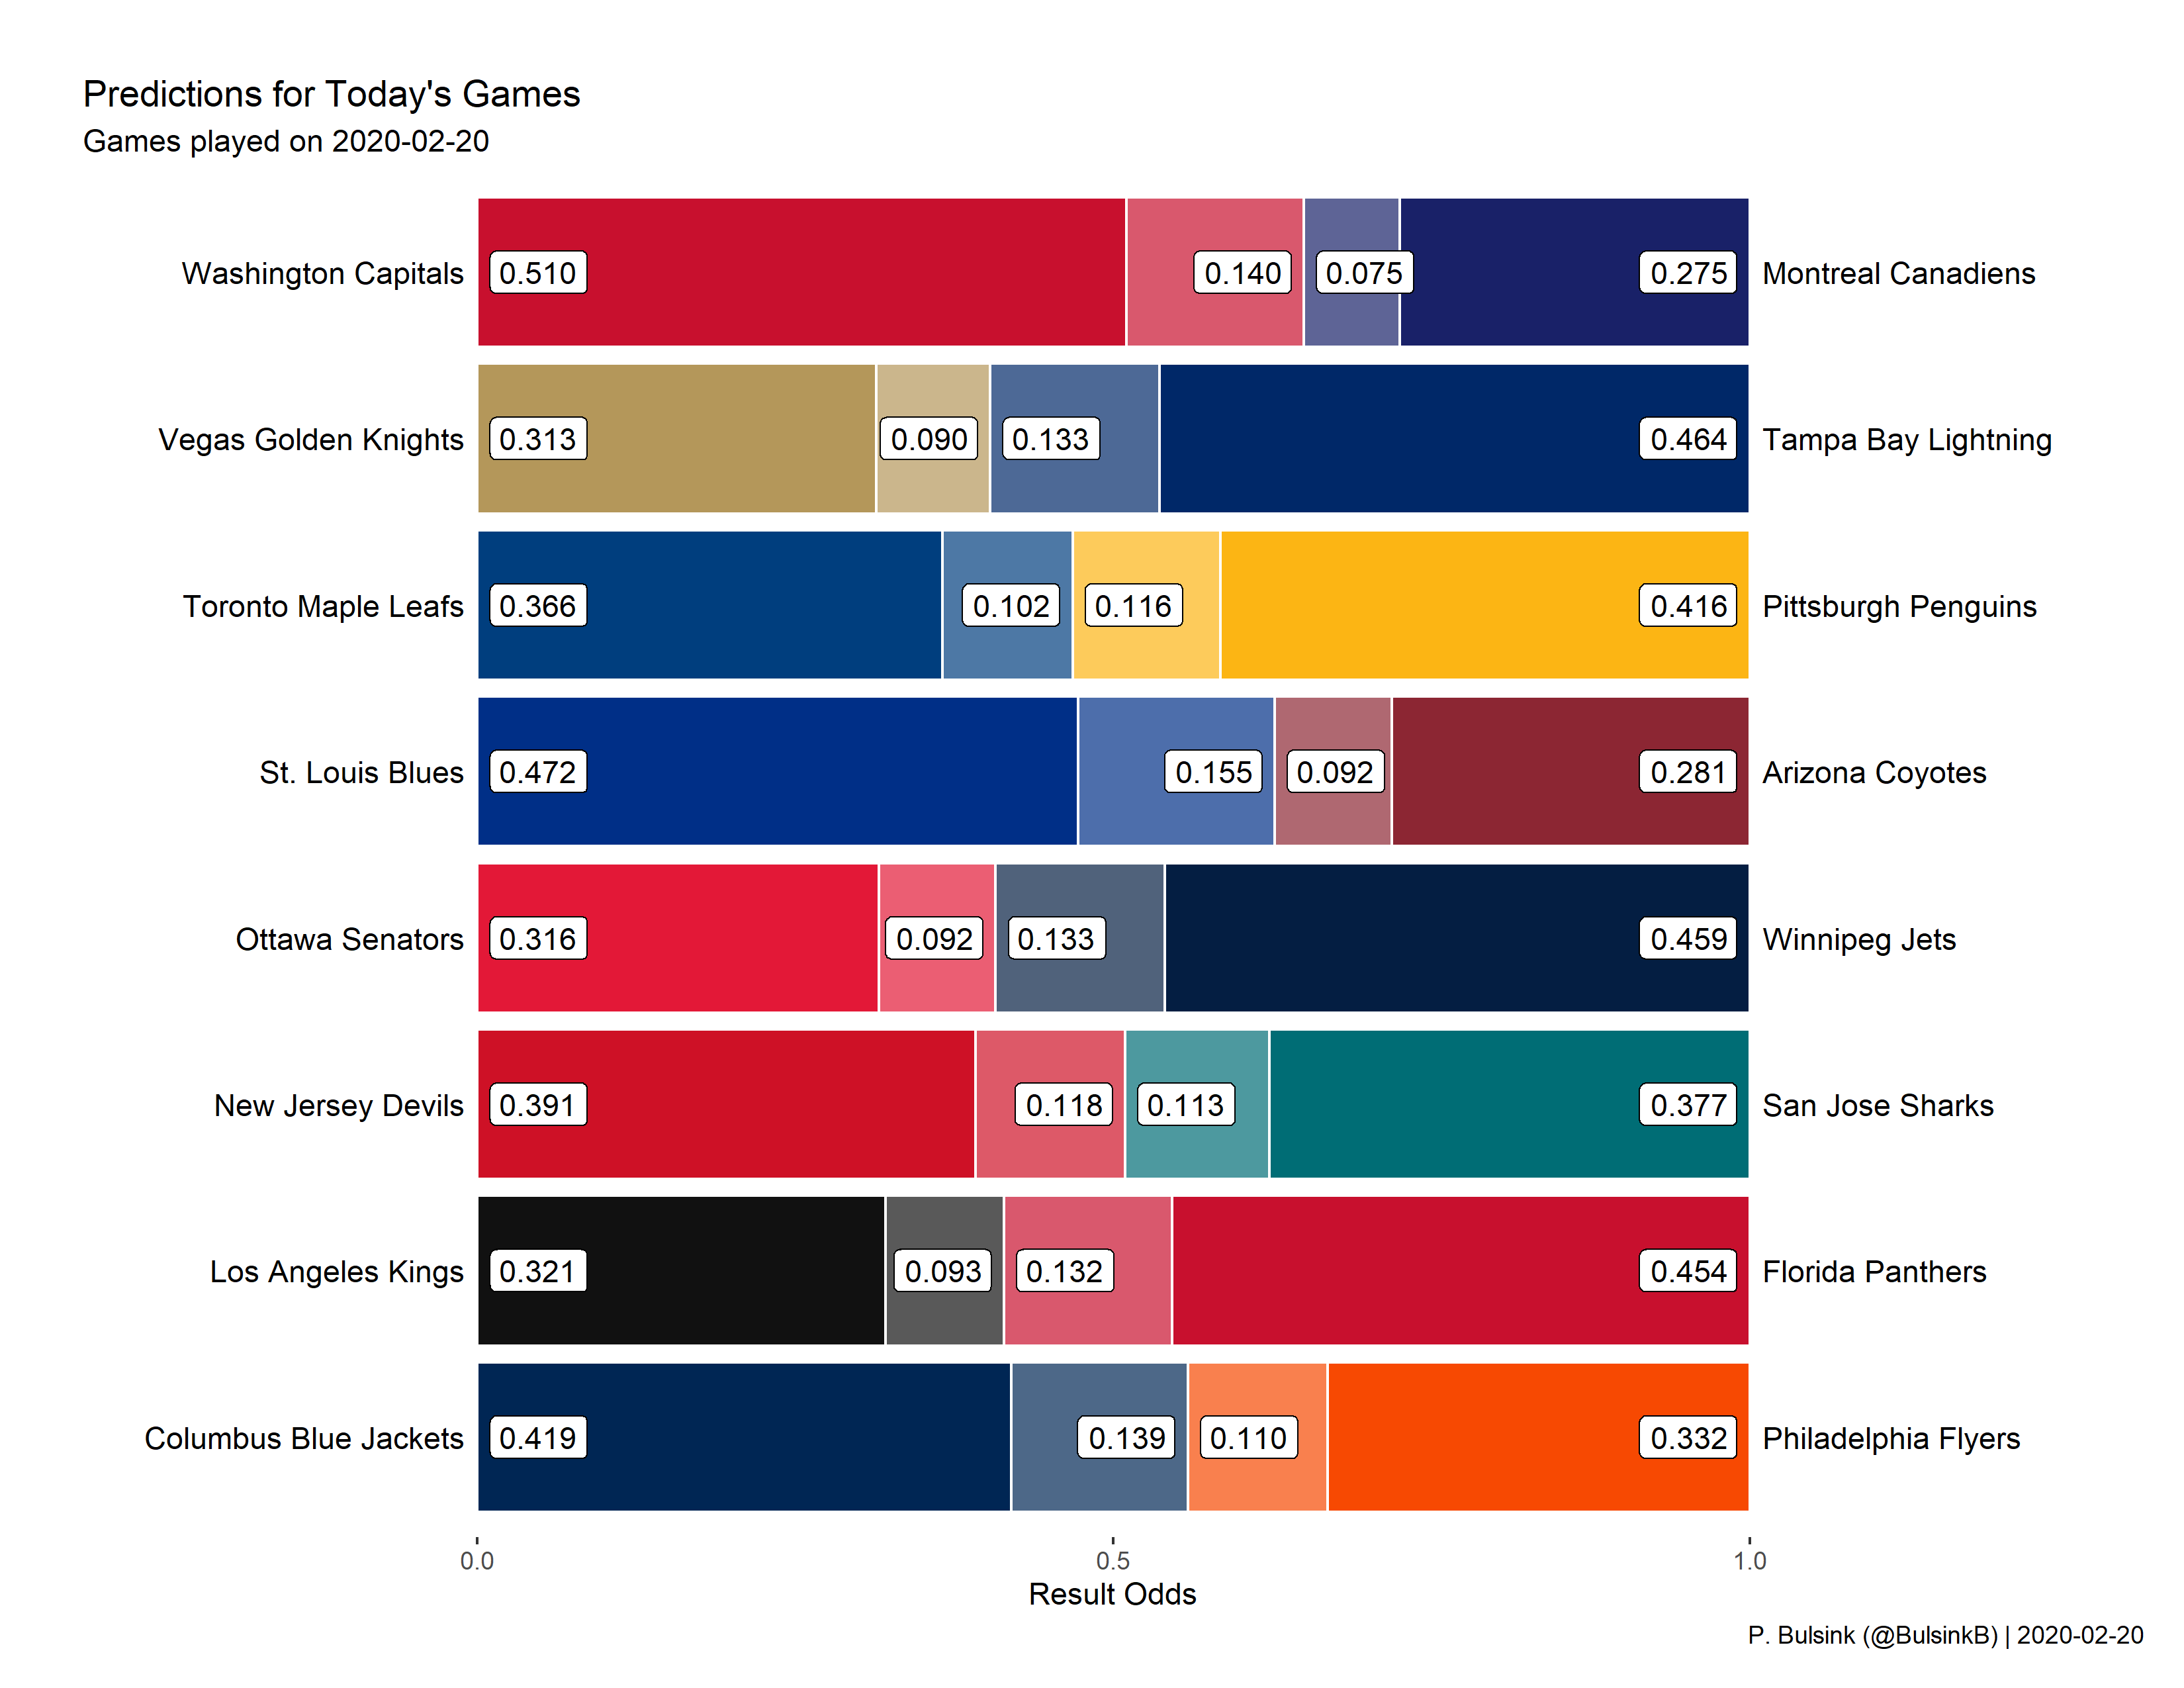 Predictions for Today's Games
Games played on 2020-02-20
Washington Capitals 0.510 0.140 0.075 0.275 Montreal Canadiens
Vegas Golden Knights 0.313 0.090 0.133 0.464 Tampa Bay Lightning
Toronto Maple Leafs 0.366 0.102 0.116 0.416 Pittsburgh Penguins
St. Louis Blues 0.472 0.155 0.092 0.281 Arizona Coyotes
Ottawa Senators 0.316 0.092 0.133 0.459 Winnipeg Jets
New Jersey Devils 0.391 0.118 0.113 0.377 San Jose Sharks
Los Angeles Kings 0.321 0.093 0.132 0.454 Florida Panthers
Columbus Blue Jackets 0.419 0.139 0.110 0.332 Philadelphia Flyers
0.0 0.5 1.0
Result Odds
P. Bulsink (@BulsinkB) | 2020-02-20